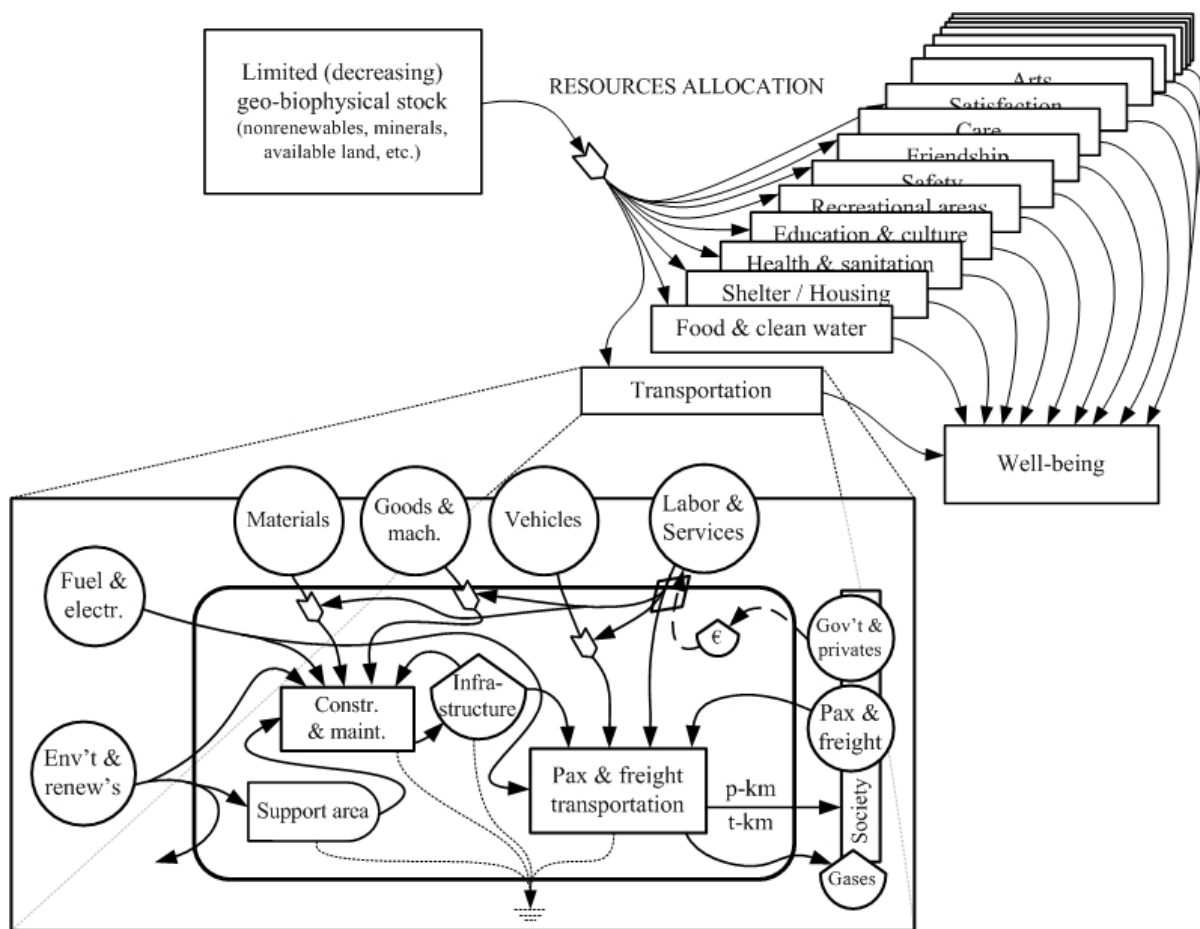 Limited (decreasing)
geo-biophysical stock
(nonrenewables, minerals,
available land, etc.)
RESOURCES ALLOCATION
Arts
Satisfaction
Care
Friendship
Safety
Recreational areas
Education & culture
Health & sanitation
Shelter / Housing
Food & clean water
Transportation
Well-being
Materials
Goods &
mach.
Vehicles
Labor &
Services
Fuel &
electr.
€
Gov't &
privates
Infra-
structure
Constr.
& maint.
Pax &
freight
Env't &
renew's
Support area
Pax & freight
transportation
p-km
t-km
Society
Gases